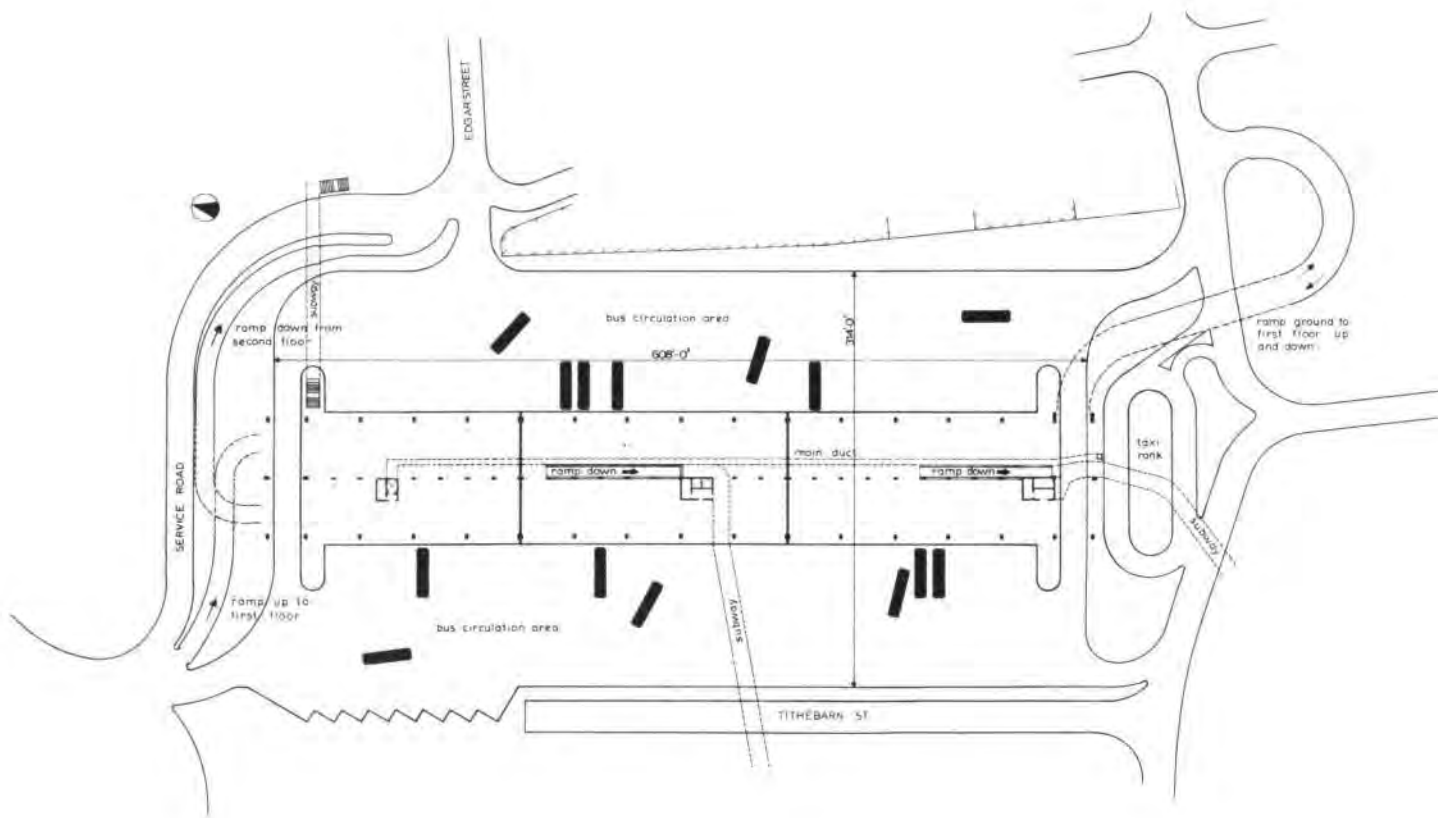 EDGAR STREET
subway
ramp down from
second floor
bus circulation area
608'-0"
314'-0"
ramp ground to
first floor up
and down
main duct
taxi
rank
ramp down
ramp down
subway
SERVICE ROAD
ramp up to
first floor
bus circulation area
subway
TITHEBARN ST.